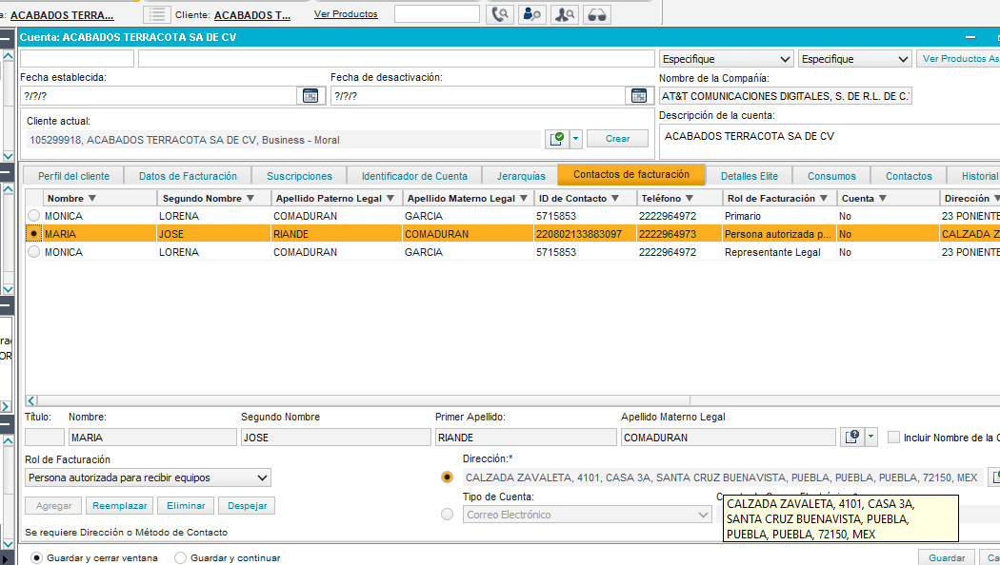 a: ACABADOS TERRA... Cliente: ACABADOS T... Ver Productos
Cuenta: ACABADOS TERRACOTA SA DE CV
Especifique Especifique Ver Productos As
Fecha establecida: Fecha de desactivación: Nombre de la Compañía:
?/?/? ?/?/? AT&T COMUNICACIONES DIGITALES, S. DE R.L. DE C.
Cliente actual: Descripción de la cuenta:
105299918, ACABADOS TERRACOTA SA DE CV, Business - Moral Crear ACABADOS TERRACOTA SA DE CV
Perfil del cliente Datos de Facturación Suscripciones Identificador de Cuenta Jerarquías Contactos de facturación Detalles Elite Consumos Contactos Historial
Nombre Segundo Nombre Apellido Paterno Legal Apellido Materno Legal ID de Contacto Teléfono Rol de Facturación Cuenta Dirección
MONICA LORENA COMADURAN GARCIA 5715853 2222964972 Primario No 23 PONIENTE
MARIA JOSE RIANDE COMADURAN 220802133883097 2222964973 Persona autorizada p... No CALZADA Z
MONICA LORENA COMADURAN GARCIA 5715853 2222964972 Representante Legal No 23 PONIENTE
Título: Nombre: Segundo Nombre Primer Apellido: Apellido Materno Legal
MARIA JOSE RIANDE COMADURAN Incluir Nombre de la C
Rol de Facturación Dirección:*
Persona autorizada para recibir equipos CALZADA ZAVALETA, 4101, CASA 3A, SANTA CRUZ BUENAVISTA, PUEBLA, PUEBLA, PUEBLA, 72150, MEX
Agregar Reemplazar Eliminar Despejar Tipo de Cuenta:
Correo Electrónico
CALZADA ZAVALETA, 4101, CASA 3A,
SANTA CRUZ BUENAVISTA, PUEBLA,
PUEBLA, PUEBLA, 72150, MEX
Se requiere Dirección o Método de Contacto
Guardar y cerrar ventana Guardar y continuar Guardar Ca